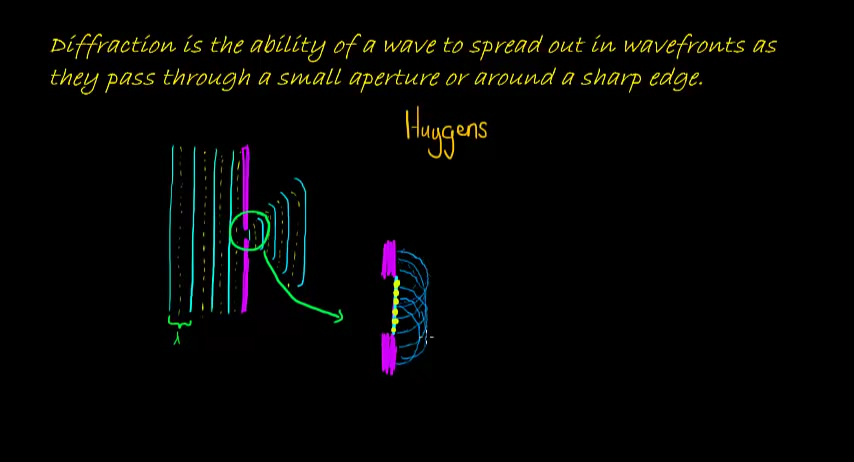 Diffraction is the ability of a wave to spread out in wavefronts as
they pass through a small aperture or around a sharp edge.
Huygens
λ